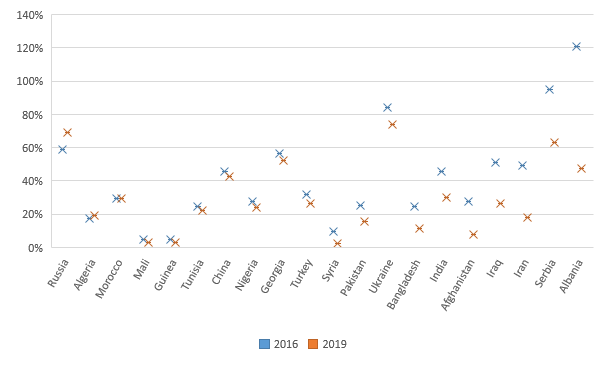 140%
120%
100%
80%
60%
40%
20%
0%
Russia
Algeria
Morocco
Mali
Guinea
Tunisia
China
Nigeria
Georgia
Turkey
Syria
Pakistan
Ukraine
Bangladesh
India
Afghanistan
Iraq
Iran
Serbia
Albania
2016 2019